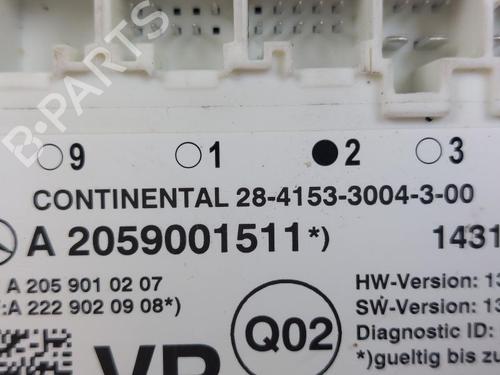 B-PARTS
9 1 2 3
CONTINENTAL 28-4153-3004-3-00
A 2059001511*) 1431
A 205 901 02 07
:A 222 902 09 08*)
HW-Version: 13
SW-Version: 13
Diagnostic ID:
*)gueltig bis zu
Q02